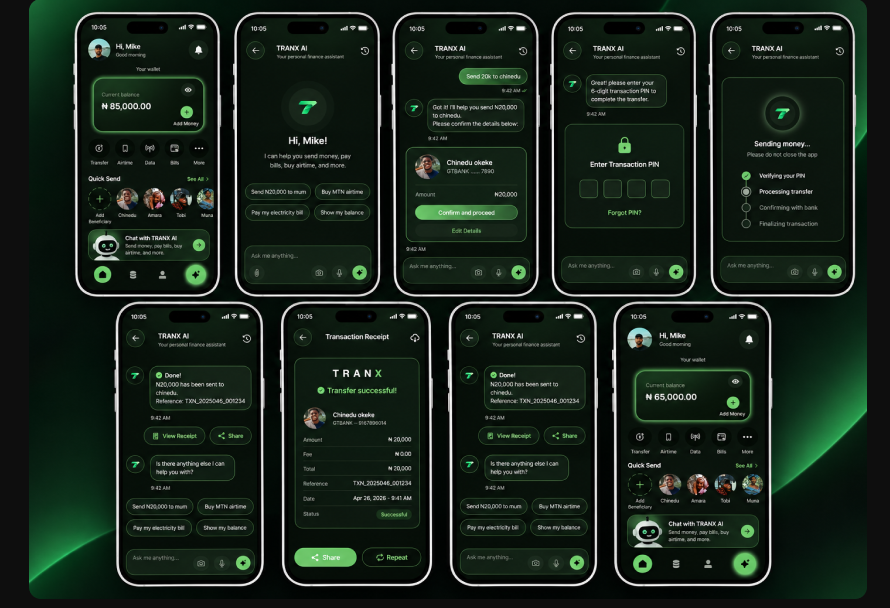 10:05
Hi, Mike
Good morning
Your wallet
Current balance
₦ 85,000.00
Add Money
Transfer
Airtime
Data
Bills
More
Quick Send
See All >
Add
Beneficiary
Chinedu
Amara
Tobi
Muna
Chat with TRANX AI
Send money, pay bills, buy
airtime, and more.
10:05
TRANX AI
Your personal finance assistant
Hi, Mike!
I can help you send money, pay
bills, buy airtime, and more.
Send N20,000 to mum
Buy MTN airtime
Pay my electricity bill
Show my balance
Ask me anything...
10:05
TRANX AI
Your personal finance assistant
Send 20k to chinedu
9:42 AM
Got it! I'll help you send N20,000
to chinedu.
Please confirm the details below:
9:42 AM
Chinedu okeke
GTBANK ...... 7890
Amount
₦20,000
Confirm and proceed
Edit Details
9:42 AM
Ask me anything...
10:05
TRANX AI
Your personal finance assistant
Great! please enter your
6-digit transaction PIN to
complete the transfer.
9:42 AM
Enter Transaction PIN
Forgot PIN?
Ask me anything...
10:05
TRANX AI
Your personal finance assistant
Sending money...
Please do not close the app
Verifying your PIN
Processing transfer
Confirming with bank
Finalizing transaction
Ask me anything...
10:05
TRANX AI
Your personal finance assistant
Done!
N20,000 has been sent to
chinedu.
Reference: TXN_2025046_001234
9:42 AM
View Receipt
Share
Is there anything else I can
help you with?
9:42 AM
Send N20,000 to mum
Buy MTN airtime
Pay my electricity bill
Show my balance
Ask me anything...
10:05
Transaction Receipt
TRANX
Transfer successful!
Chinedu okeke
GTBANK -- 9167896014
Amount
₦ 20,000
Fee
₦ 0.00
Total
₦ 20,000
Reference
TXN_2025046_001234
Date
Apr 26, 2026 - 9:41 AM
Status
Successful
Share
Repeat
10:05
TRANX AI
Your personal finance assistant
Done!
N20,000 has been sent to
chinedu.
Reference: TXN_2025046_001234
9:42 AM
View Receipt
Share
Is there anything else I can
help you with?
9:42 AM
Send N20,000 to mum
Buy MTN airtime
Pay my electricity bill
Show my balance
Ask me anything...
10:05
Hi, Mike
Good morning
Your wallet
Current balance
₦ 65,000.00
Add Money
Transfer
Airtime
Data
Bills
More
Quick Send
See All >
Add
Beneficiary
Chinedu
Amara
Tobi
Muna
Chat with TRANX AI
Send money, pay bills, buy
airtime, and more.